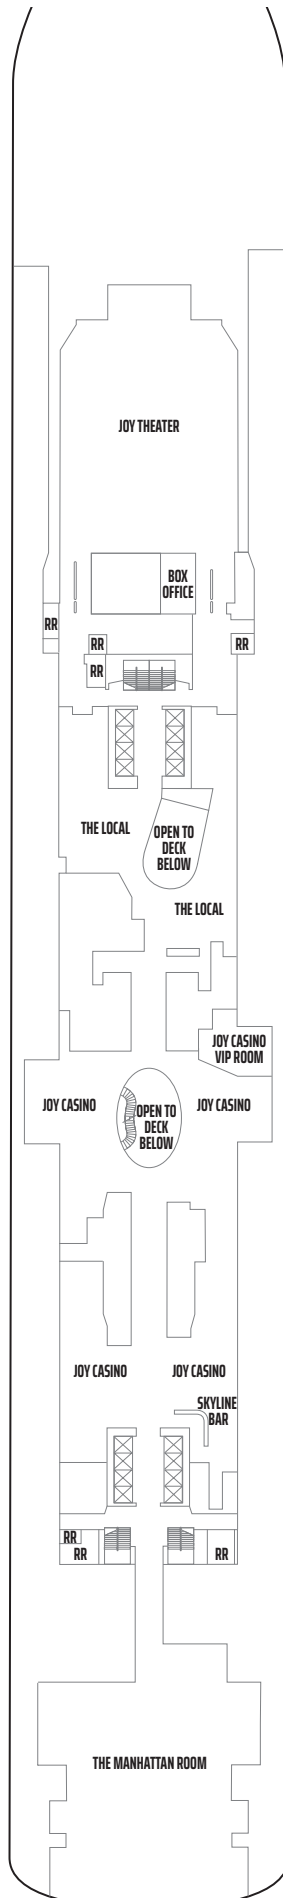 JOY THEATER
BOX
OFFICE
RR
RR
RR
RR
THE LOCAL
OPEN TO
DECK
BELOW
THE LOCAL
JOY CASINO
VIP ROOM
JOY CASINO
OPEN TO
DECK
BELOW
JOY CASINO
JOY CASINO
JOY CASINO
SKYLINE
BAR
RR
RR
RR
THE MANHATTAN ROOM